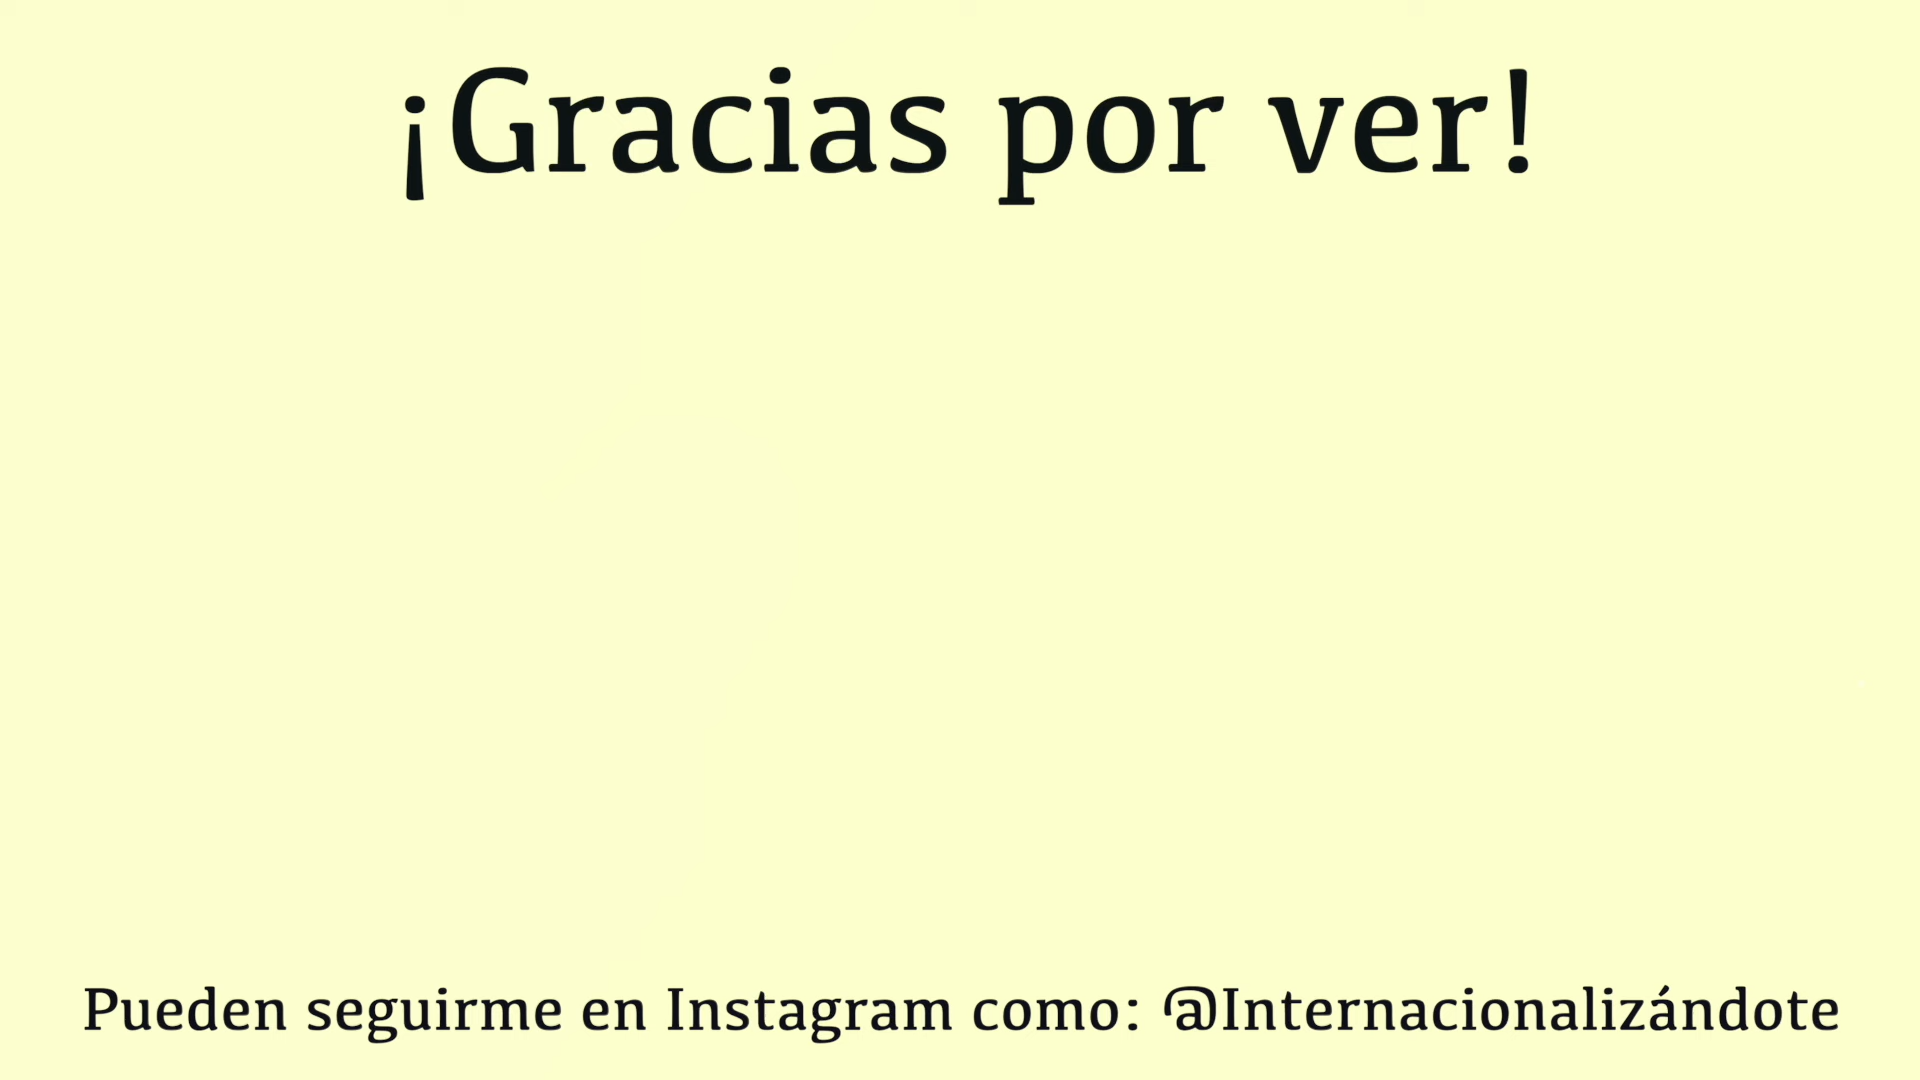 ¡Gracias por ver!
Pueden seguirme en Instagram como: @Internacionalizándote